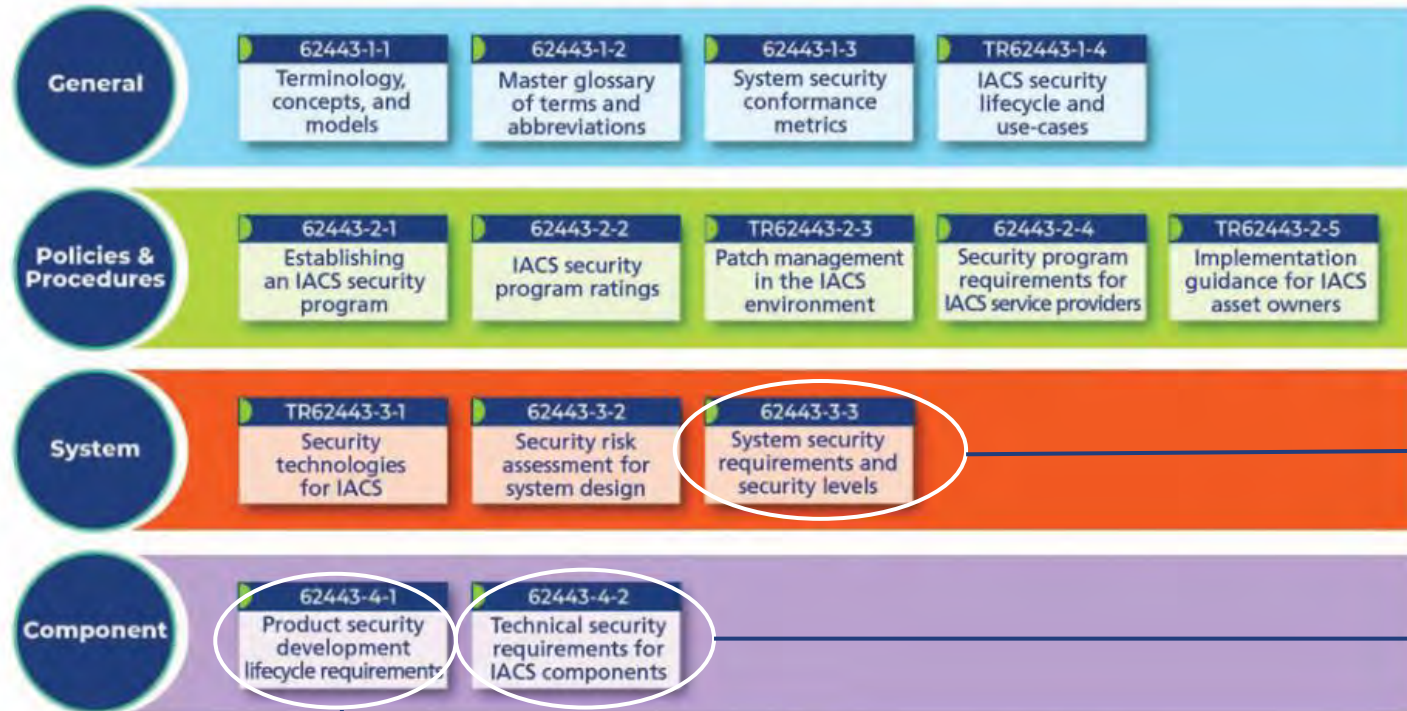 General
62443-1-1
Terminology,
concepts, and
models
62443-1-2
Master glossary
of terms and
abbreviations
62443-1-3
System security
conformance
metrics
TR62443-1-4
IACS security
lifecycle and
use-cases
Policies &
Procedures
62443-2-1
Establishing
an IACS security
program
62443-2-2
IACS security
program ratings
TR62443-2-3
Patch management
in the IACS
environment
62443-2-4
Security program
requirements for
IACS service providers
TR62443-2-5
Implementation
guidance for IACS
asset owners
System
TR62443-3-1
Security
technologies
for IACS
62443-3-2
Security risk
assessment for
system design
62443-3-3
System security
requirements and
security levels
Component
62443-4-1
Product security
development
lifecycle requirements
62443-4-2
Technical security
requirements for
IACS components